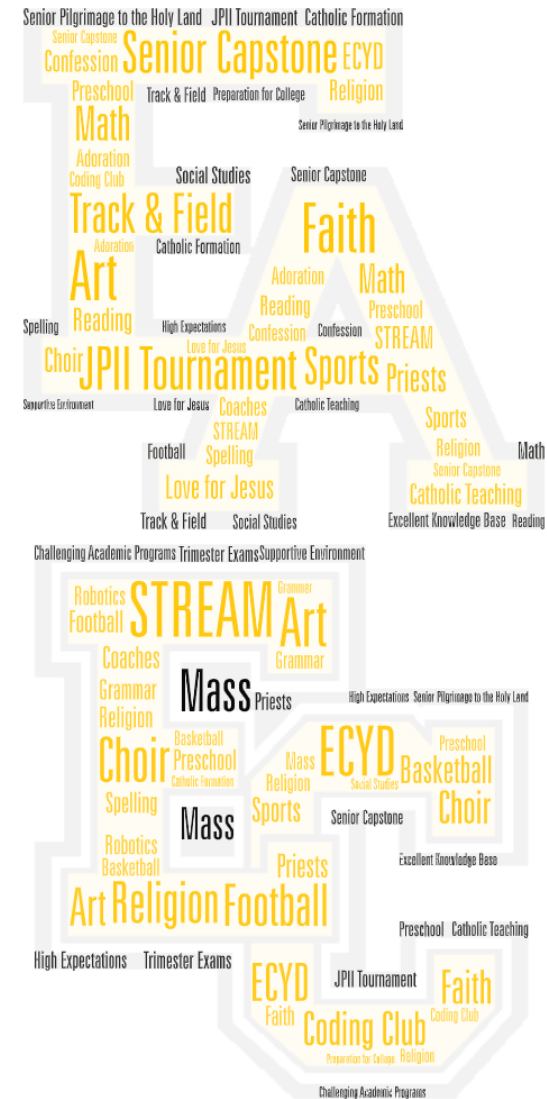 Senior Pilgrimage to the Holy Land JPII Tournament Catholic Formation
Senior Capstone
Confession Senior Capstone ECYD
Preschool Track & Field Preparation for College Religion
Math Senior Pilgrimage to the Holy Land
Adoration
Coding Club Social Studies Senior Capstone
Track & Field Faith
Adoration Catholic Formation
Art Adoration Math
Reading Preschool
Spelling Reading High Expectations Confession Confession STREAM
Love for Jesus
Choir JPII Tournament Sports Priests
Supportive Environment Love for Jesus Coaches Catholic Teaching
STREAM Sports
Football Spelling Religion Math
Senior Capstone
Love for Jesus Catholic Teaching
Track & Field Social Studies Excellent Knowledge Base Reading
Challenging Academic Programs Trimester Exams Supportive Environment
Robotics STREAM Grammar
Football Art
Coaches Grammar
Grammar Mass Priests High Expectations Senior Pilgrimage to the Holy Land
Religion
Choir Basketball ECYD Preschool
Preschool Mass Basketball
Catholic Formation Religion Social Studies
Spelling Mass Sports Senior Capstone Choir
Robotics
Basketball Priests Excellent Knowledge Base
Art Religion Football
Preschool Catholic Teaching
High Expectations Trimester Exams
ECYD JPII Tournament Faith
Faith Coding Club Coding Club
Preparation for College Religion
Challenging Academic Programs